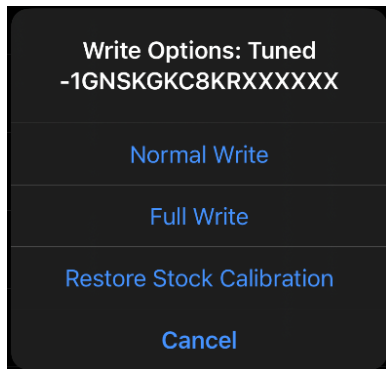 Write Options: Tuned
-1GNSKGKC8KRXXXXXX
Normal Write
Full Write
Restore Stock Calibration
Cancel